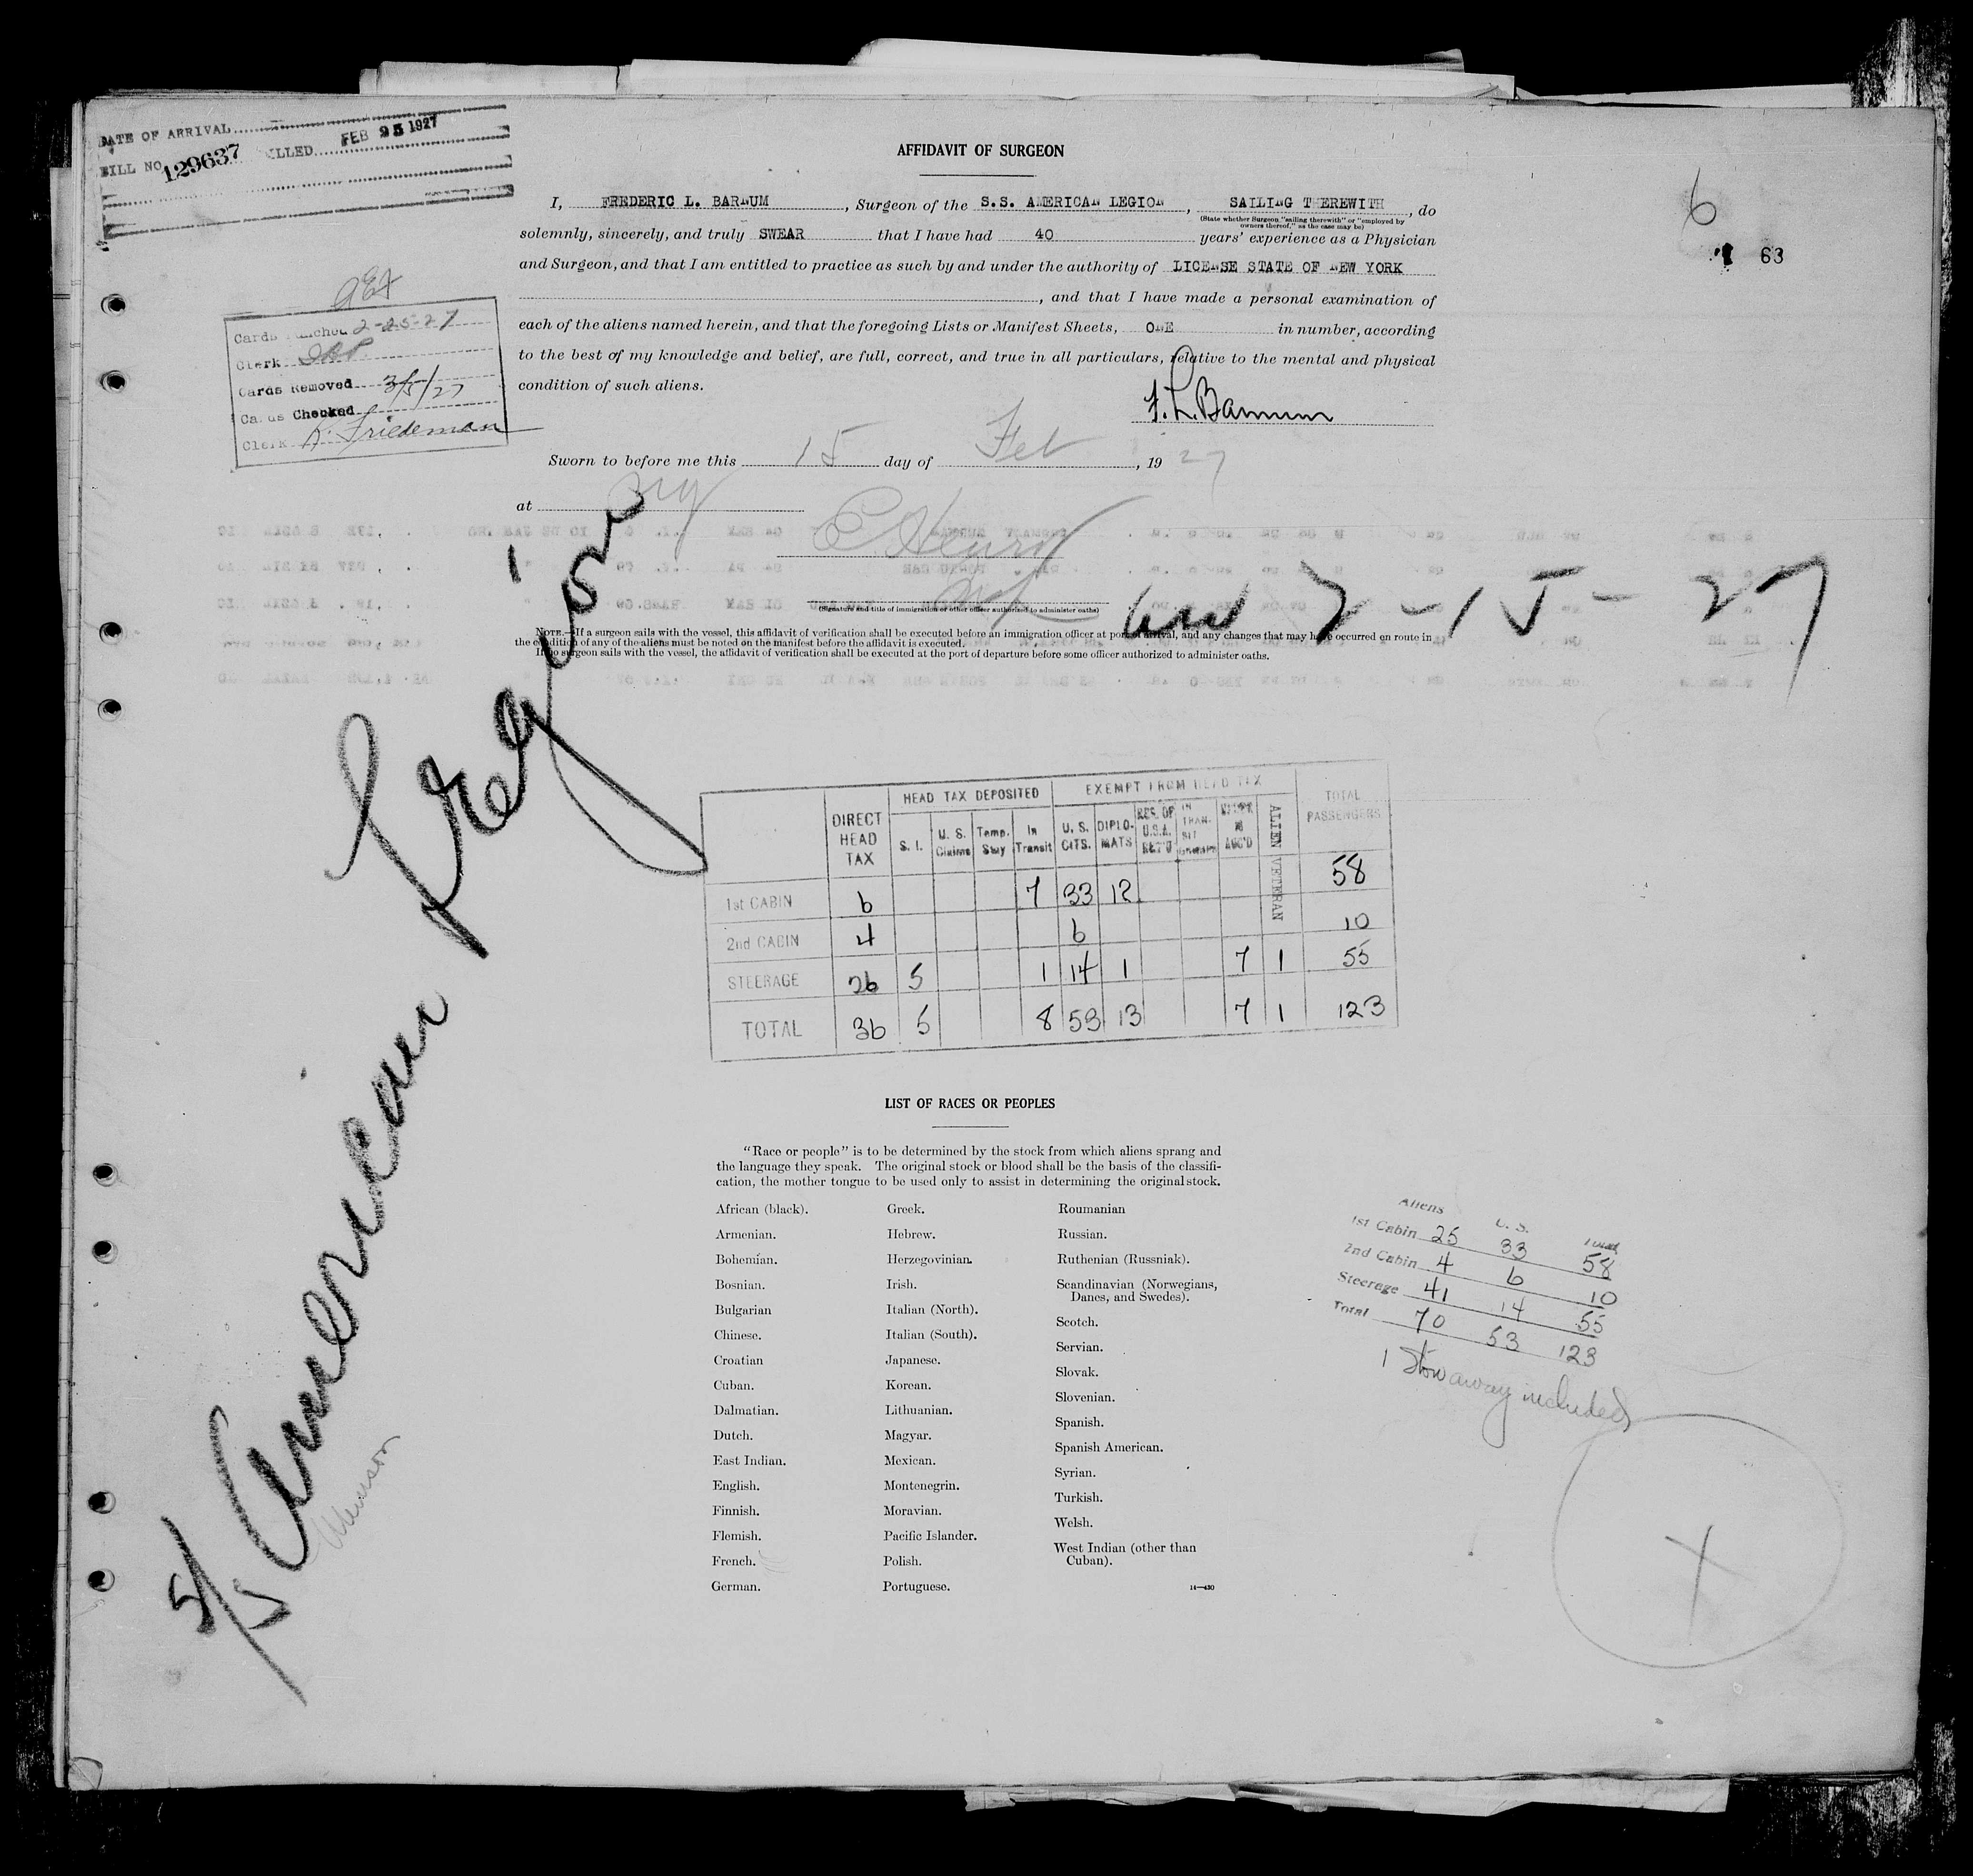 DATE OF ARRIVAL
BILL NO. 129637 BILLED FEB 25 1927
AFFIDAVIT OF SURGEON
I, FREDERIC L. BARNUM, Surgeon of the S.S. AMERICAN LEGION, SAILING THEREWITH, do
(State whether Surgeon "sailing therewith" or "employed by
owners thereof," as the case may be)
solemnly, sincerely, and truly SWEAR that I have had 40 years' experience as a Physician
and Surgeon, and that I am entitled to practice as such by and under the authority of LICENSE STATE OF NEW YORK
, and that I have made a personal examination of
each of the aliens named herein, and that the foregoing Lists or Manifest Sheets, ONE in number, according
to the best of my knowledge and belief, are full, correct, and true in all particulars, relative to the mental and physical
condition of such aliens.
F. L. Barnum
6
63
Cards Punched 2-25-27
Clerk
Cards Removed 3/5/27
Cards Checked
Clerk K. Friedeman
Sworn to before me this 15 day of Feb, 1927
at NY
E Henry
(Signature and title of immigration or other officer authorized to administer oaths)
2-15-27
NOTE.—If a surgeon sails with the vessel, this affidavit of verification shall be executed before an immigration officer at port of arrival, and any changes that may have occurred en route in
the condition of any of the aliens must be noted on the manifest before the affidavit is executed.
If no surgeon sails with the vessel, the affidavit of verification shall be executed at the port of departure before some officer authorized to administer oaths.
S/S American Legion
Munson
HEAD TAX DEPOSITED EXEMPT FROM HEAD TAX
DIRECT HEAD TAX S. I. U. S. Claims Temp. Stay In Transit U. S. CITS. DIPLOMATS RES. OF U.S.A. RET'D IN TRANSIT ALIEN VETERAN TOTAL PASSENGERS
1st CABIN 6 7 33 12 58
2nd CABIN 4 6 10
STEERAGE 26 5 1 14 1 7 1 55
TOTAL 36 5 8 53 13 7 1 123
LIST OF RACES OR PEOPLES
"Race or people" is to be determined by the stock from which aliens sprang and
the language they speak. The original stock or blood shall be the basis of the classifi-
cation, the mother tongue to be used only to assist in determining the original stock.
African (black).
Armenian.
Bohemian.
Bosnian.
Bulgarian
Chinese.
Croatian
Cuban.
Dalmatian.
Dutch.
East Indian.
English.
Finnish.
Flemish.
French.
German.
Greek.
Hebrew.
Herzegovinian.
Irish.
Italian (North).
Italian (South).
Japanese.
Korean.
Lithuanian.
Magyar.
Mexican.
Montenegrin.
Moravian.
Pacific Islander.
Polish.
Portuguese.
Roumanian
Russian.
Ruthenian (Russniak).
Scandinavian (Norwegians,
Danes, and Swedes).
Scotch.
Servian.
Slovak.
Slovenian.
Spanish.
Spanish American.
Syrian.
Turkish.
Welsh.
West Indian (other than
Cuban).
14—430
Aliens U. S. Total
1st Cabin 25 33 58
2nd Cabin 4 6 10
Steerage 41 14 55
Total 70 53 123
1 Stowaway included
X